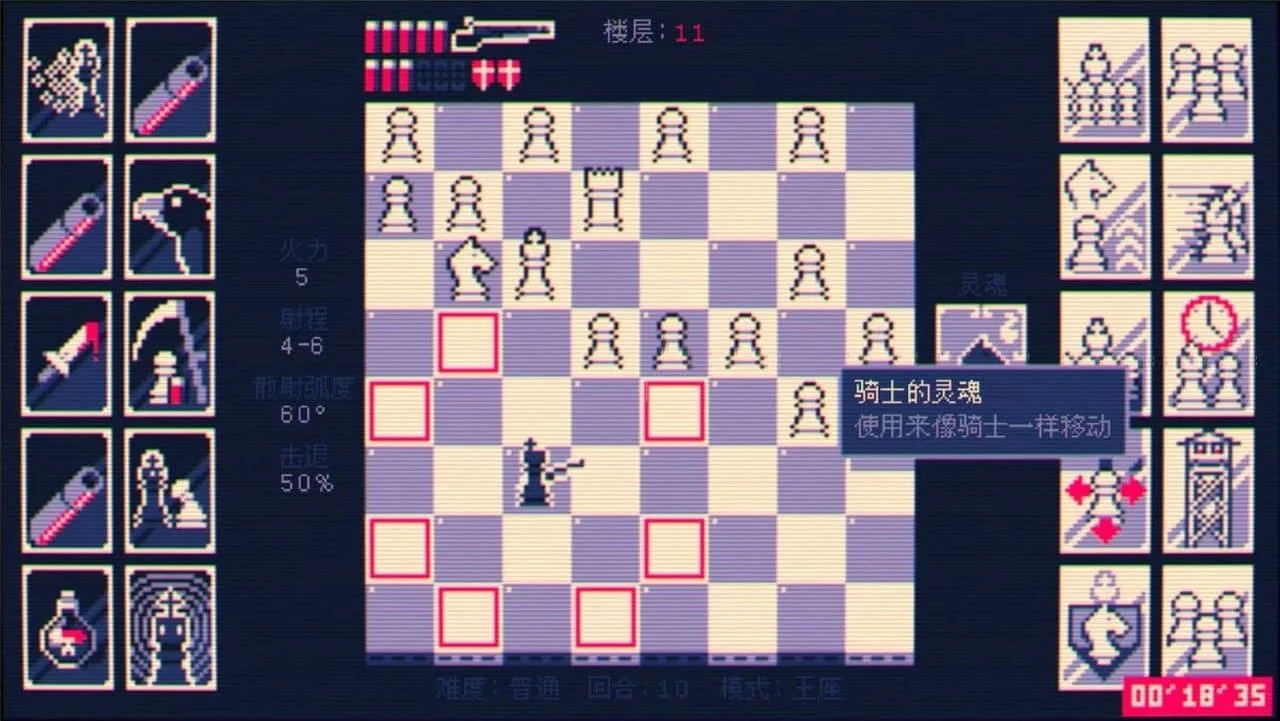 楼层：11
火力
5
射程
4-6
散射弧度
60°
击退
50%
灵魂
骑士的灵魂
使用来像骑士一样移动
难度：普通 回合：10 模式：王座
00'18'35